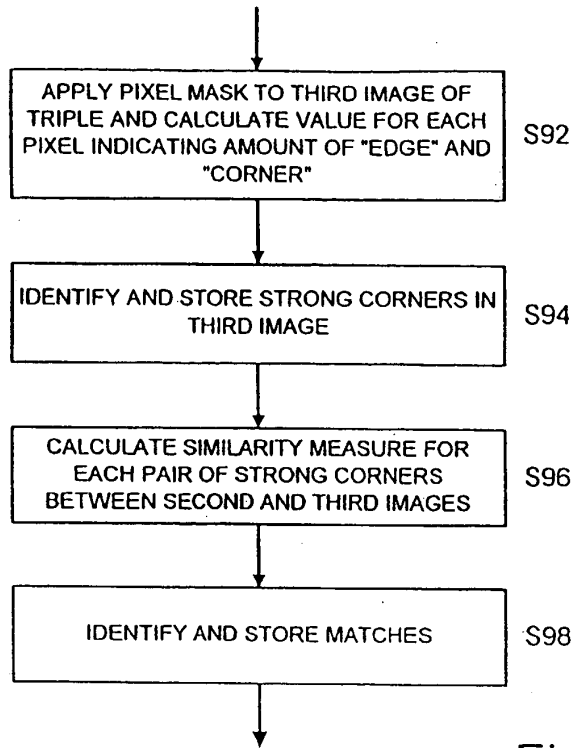 APPLY PIXEL MASK TO THIRD IMAGE OF
TRIPLE AND CALCULATE VALUE FOR EACH
PIXEL INDICATING AMOUNT OF "EDGE" AND
"CORNER"
S92
IDENTIFY AND STORE STRONG CORNERS IN
THIRD IMAGE
S94
CALCULATE SIMILARITY MEASURE FOR
EACH PAIR OF STRONG CORNERS
BETWEEN SECOND AND THIRD IMAGES
S96
IDENTIFY AND STORE MATCHES
S98